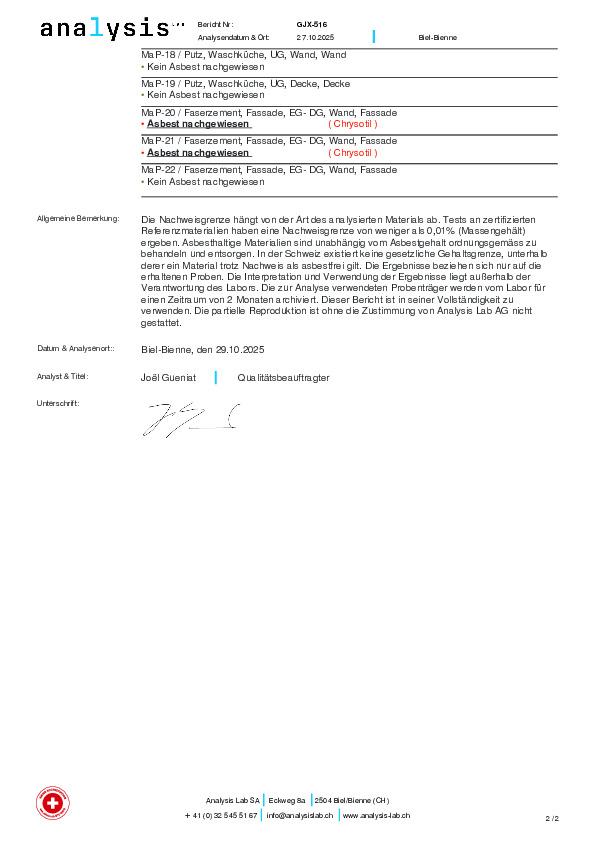 analysis
Bericht Nr: GJX-516
Analysendatum & Ort: 27.10.2025 Biel-Bienne
MaP-18 / Putz, Waschküche, UG, Wand, Wand
• Kein Asbest nachgewiesen
MaP-19 / Putz, Waschküche, UG, Decke, Decke
• Kein Asbest nachgewiesen
MaP-20 / Faserzement, Fassade, EG- DG, Wand, Fassade
• Asbest nachgewiesen ( Chrysotil )
MaP-21 / Faserzement, Fassade, EG- DG, Wand, Fassade
• Asbest nachgewiesen ( Chrysotil )
MaP-22 / Faserzement, Fassade, EG- DG, Wand, Fassade
• Kein Asbest nachgewiesen
Allgemeine Bemerkung:
Die Nachweisgrenze hängt von der Art des analysierten Materials ab. Tests an zertifizierten
Referenzmaterialien haben eine Nachweisgrenze von weniger als 0,01% (Massengehält)
ergeben. Asbesthaltige Materialien sind unabhängig vom Asbestgehalt ordnungsgemäss zu
behandeln und entsorgen. In der Schweiz existiert keine gesetzliche Gehaltsgrenze, unterhalb
derer ein Material trotz Nachweis als asbestfrei gilt. Die Ergebnisse beziehen sich nur auf die
erhaltenen Proben. Die Interpretation und Verwendung der Ergebnisse liegt außerhalb der
Verantwortung des Labors. Die zur Analyse verwendeten Probenträger werden vom Labor für
einen Zeitraum von 2 Monaten archiviert. Dieser Bericht ist in seiner Vollständigkeit zu
verwenden. Die partielle Reproduktion ist ohne die Zustimmung von Analysis Lab AG nicht
gestattet.
Datum & Analysenort:: Biel-Bienne, den 29.10.2025
Analyst & Titel: Joël Gueniat Qualitätsbeauftragter
Unterschrift:
Analysis Lab SA Eckweg 8a 2504 Biel/Bienne (CH)
+ 41 (0) 32 545 51 67 info@analysislab.ch www.analysis-lab.ch
2 / 2